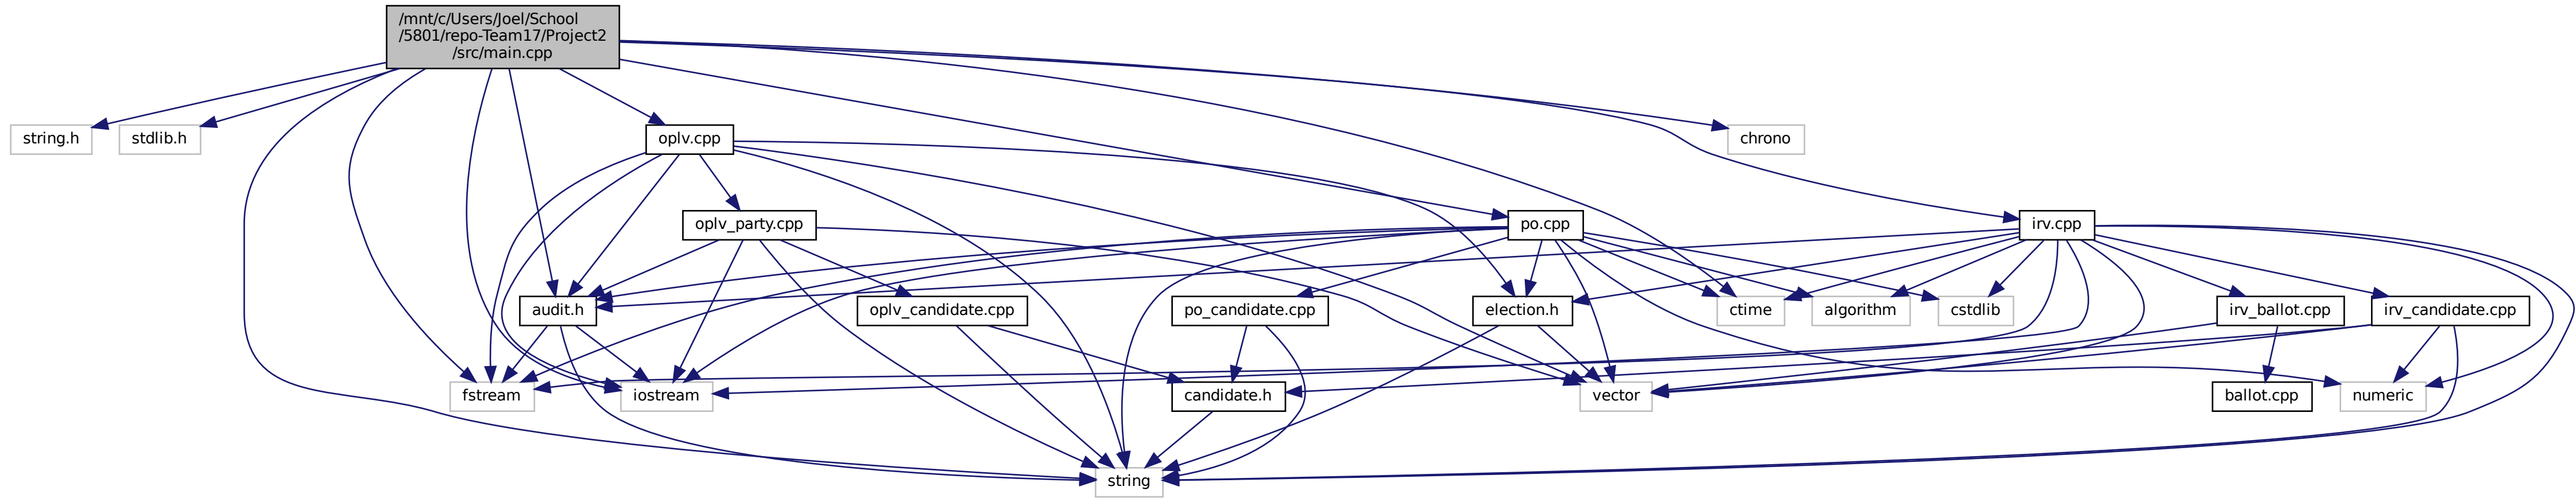 /mnt/c/Users/Joel/School
/5801/repo-Team17/Project2
/src/main.cpp
string.h
stdlib.h
oplv.cpp
chrono
oplv_party.cpp
po.cpp
irv.cpp
audit.h
oplv_candidate.cpp
po_candidate.cpp
election.h
ctime
algorithm
cstdlib
irv_ballot.cpp
irv_candidate.cpp
fstream
iostream
candidate.h
vector
ballot.cpp
numeric
string